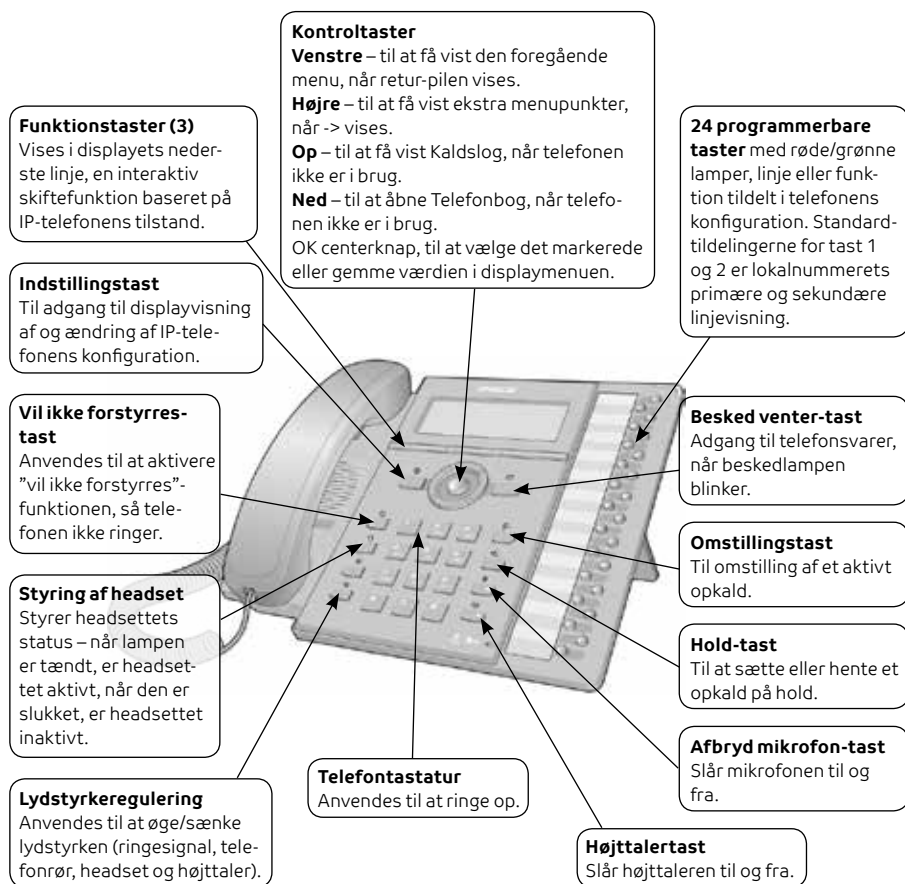 Kontroltaster
Venstre – til at få vist den foregående
menu, når retur-pilen vises.
Højre – til at få vist ekstra menupunkter,
når -> vises.
Op – til at få vist Kaldslog, når telefonen
ikke er i brug.
Ned – til at åbne Telefonbog, når telefo-
nen ikke er i brug.
OK centerknap, til at vælge det markerede
eller gemme værdien i displaymenuen.
Funktionstaster (3)
Vises i displayets neder-
ste linje, en interaktiv
skiftefunktion baseret på
IP-telefonens tilstand.
Indstillingstast
Til adgang til displayvisning
af og ændring af IP-tele-
fonens konfiguration.
Vil ikke forstyrres-
tast
Anvendes til at aktivere
”vil ikke forstyrres”-
funktionen, så tele-
fonen ikke ringer.
Styring af headset
Styrer headsettets
status – når lampen
er tændt, er headset-
tet aktivt, når den er
slukket, er headsettet
inaktivt.
Lydstyrkeregulering
Anvendes til at øge/sænke
lydstyrken (ringesignal, tele-
fonrør, headset og højttaler).
Telefontastatur
Anvendes til at ringe op.
24 programmerbare
taster med røde/grønne
lamper, linje eller funk-
tion tildelt i telefonens
konfiguration. Standard-
tildelingerne for tast 1
og 2 er lokalnummerets
primære og sekundære
linjevisning.
Besked venter-tast
Adgang til telefonsvarer,
når beskedlampen
blinker.
Omstillingstast
Til omstilling af et aktivt
opkald.
Hold-tast
Til at sætte eller hente et
opkald på hold.
Afbryd mikrofon-tast
Slår mikrofonen til og
fra.
Højttalertast
Slår højttaleren til og fra.